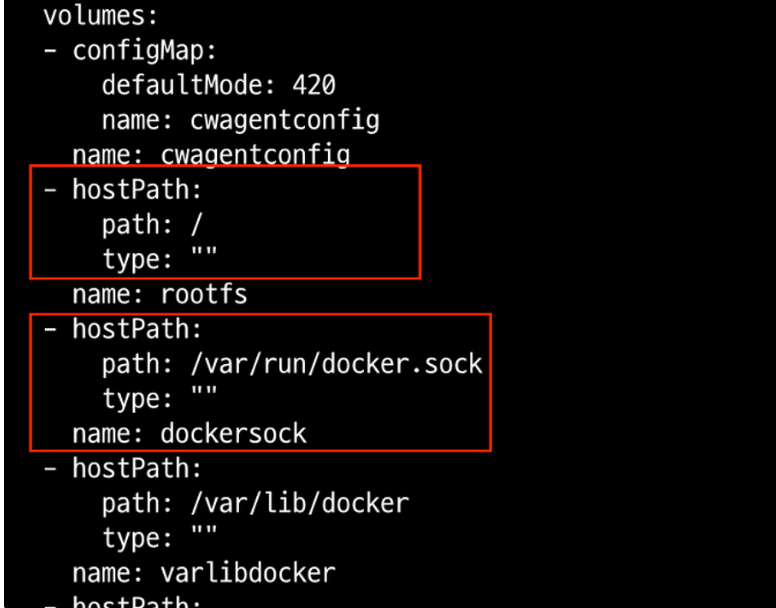 volumes:
- configMap:
    defaultMode: 420
    name: cwagentconfig
  name: cwagentconfig
- hostPath:
    path: /
    type: ""
  name: rootfs
- hostPath:
    path: /var/run/docker.sock
    type: ""
  name: dockersock
- hostPath:
    path: /var/lib/docker
    type: ""
  name: varlibdocker
- hostPath: